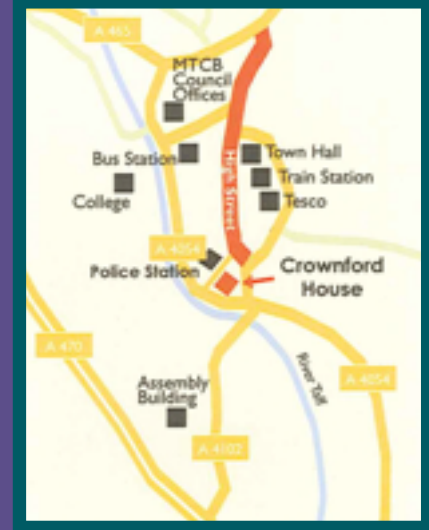 A 465
MTCB
Council
Offices
Bus Station
Town Hall
Train Station
College
Tesco
High Street
A 4054
Police Station
Crownford
House
A 470
River Taff
A 4054
Assembly
Building
A 4102